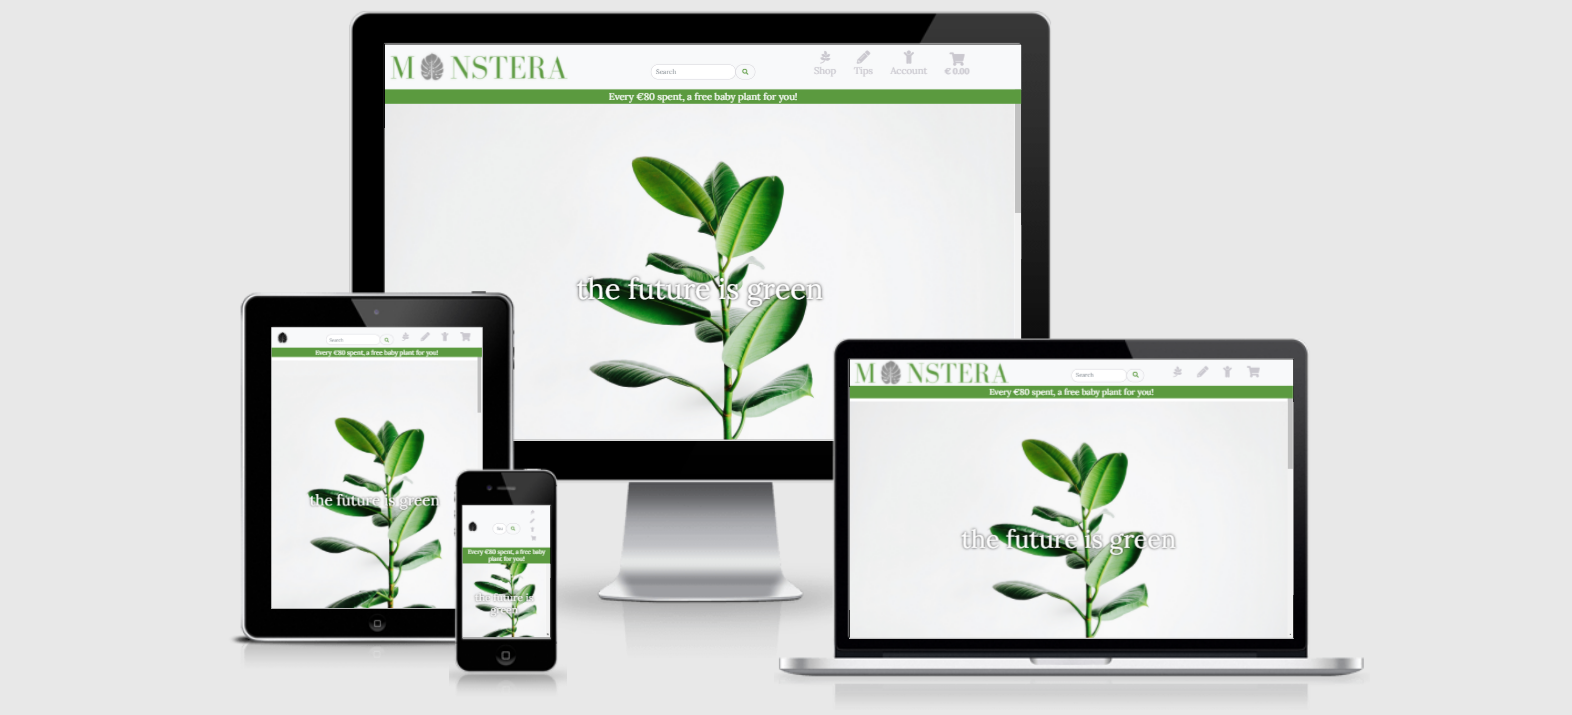 M NSTERA
Search
Shop
Tips
Account
€ 0.00
Every €80 spent, a free baby plant for you!
the future is green
Search
Every €80 spent, a free baby plant for you!
the future is green
Every €80 spent, a free baby
plant for you!
the future is
green
M NSTERA
Search
Every €80 spent, a free baby plant for you!
the future is green